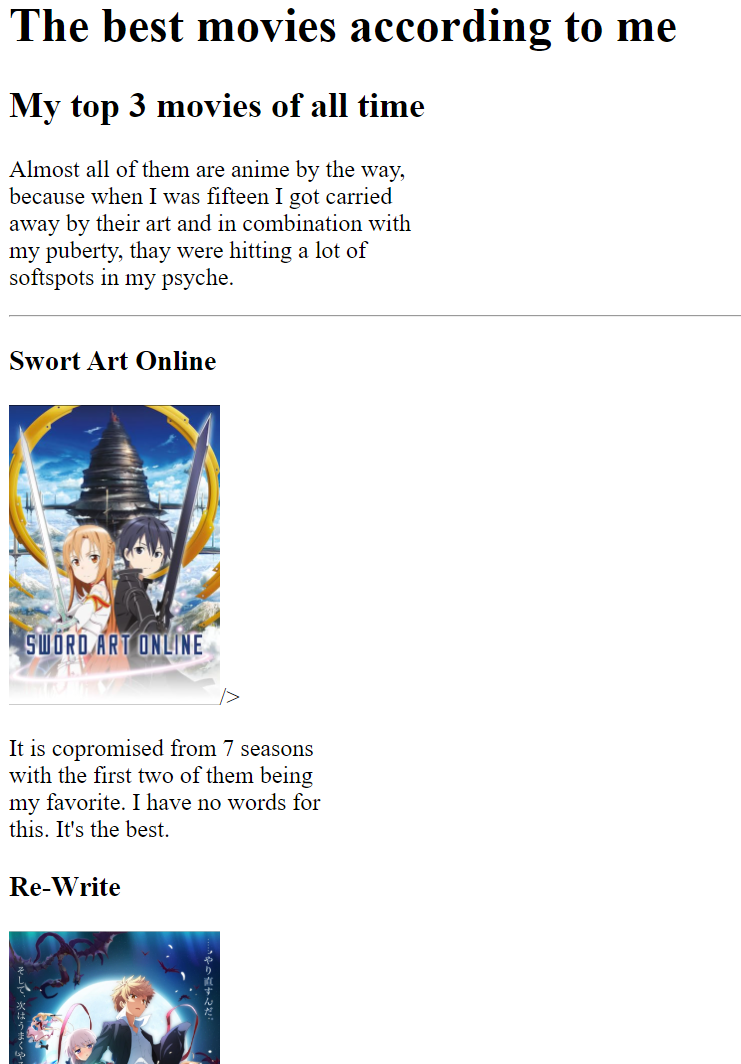 The best movies according to me
My top 3 movies of all time
Almost all of them are anime by the way,
because when I was fifteen I got carried
away by their art and in combination with
my puberty, thay were hitting a lot of
softspots in my psyche.
Swort Art Online
SWORD ART ONLINE
/>
It is copromised from 7 seasons
with the first two of them being
my favorite. I have no words for
this. It's the best.
Re-Write
やり直すんだ。
そして、次はうまくやる